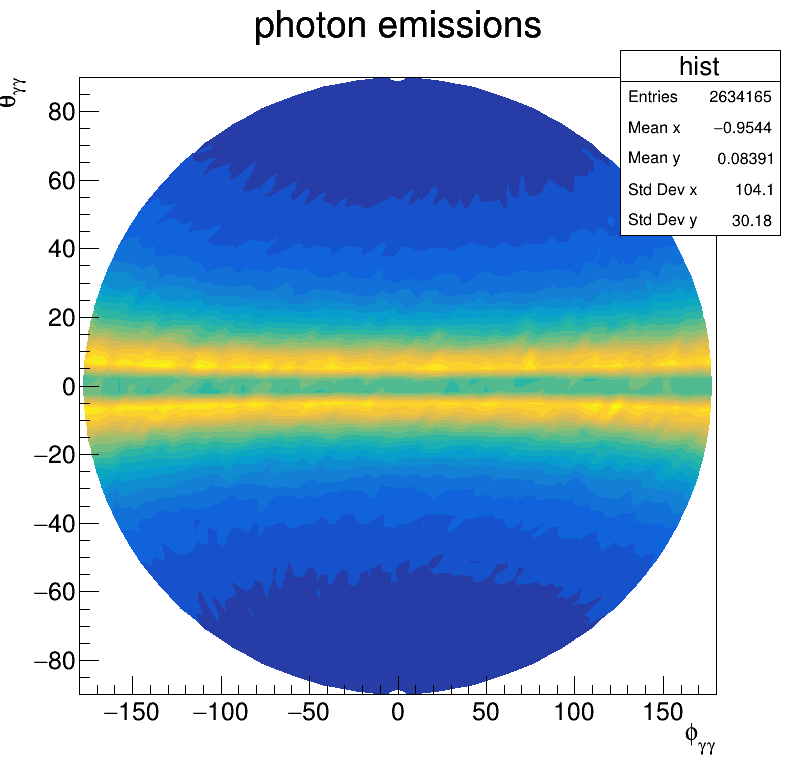 photon emissions
hist
Entries 2634165
Mean x −0.9544
Mean y 0.08391
Std Dev x 104.1
Std Dev y 30.18
θγγ
80
60
40
20
0
−20
−40
−60
−80
−150 −100 −50 0 50 100 150
ϕγγ